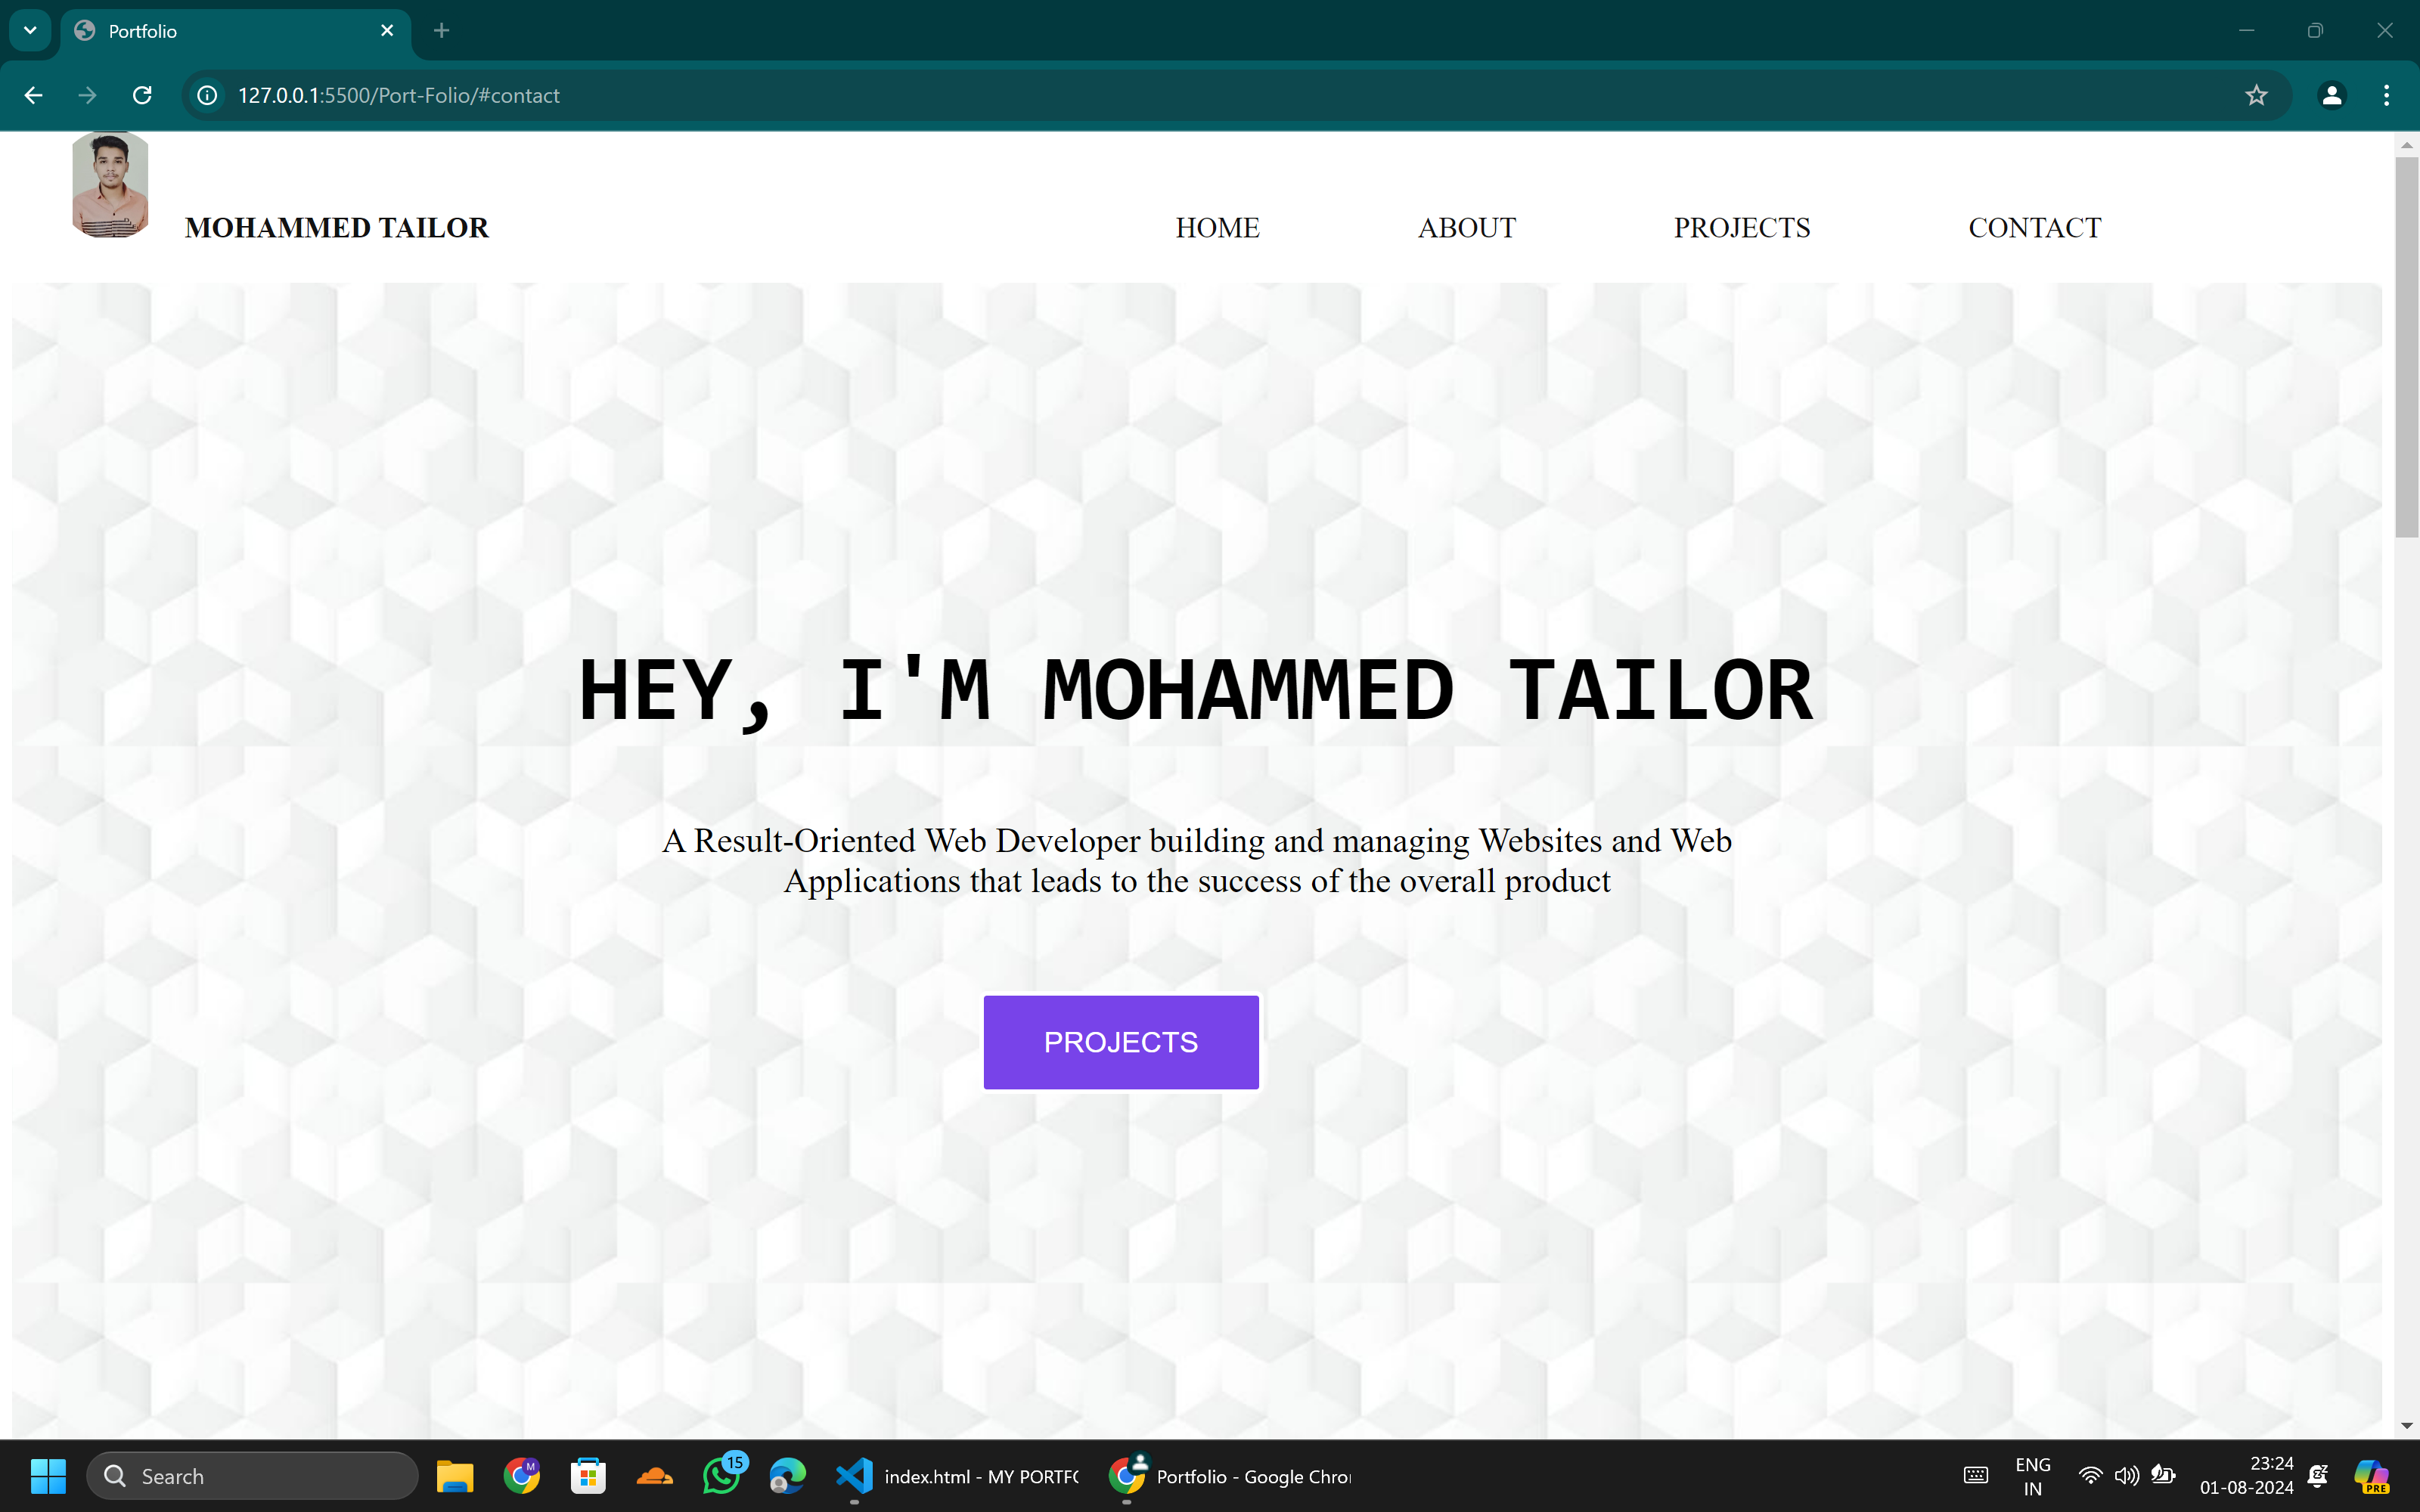 Portfolio
127.0.0.1:5500/Port-Folio/#contact
MOHAMMED TAILOR
HOME
ABOUT
PROJECTS
CONTACT
HEY, I'M MOHAMMED TAILOR
A Result-Oriented Web Developer building and managing Websites and Web
Applications that leads to the success of the overall product
PROJECTS
Search
M
15
index.html - MY PORTF
Portfolio - Google Chro
ENG
IN
23:24
01-08-2024
PRE